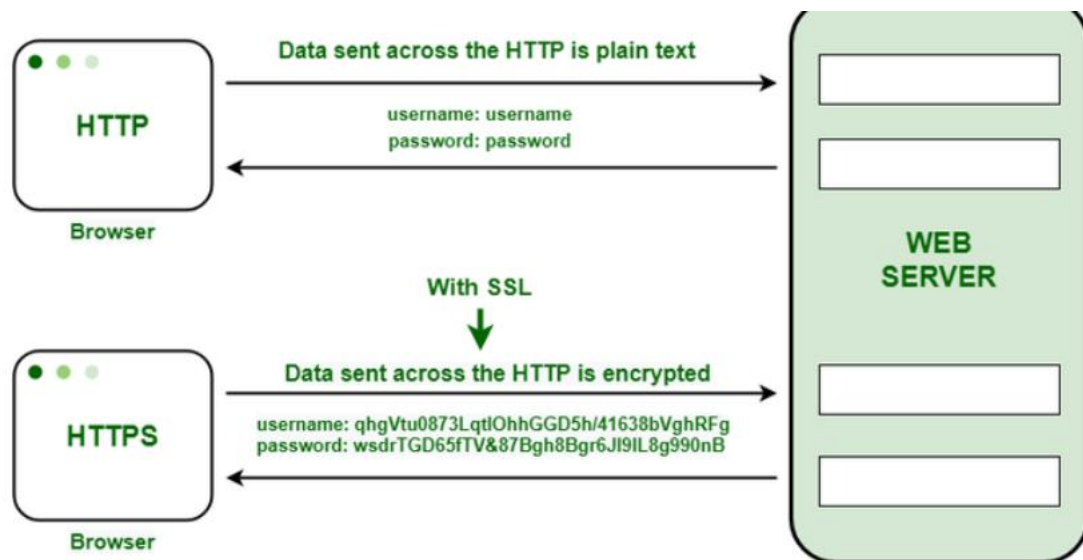 Data sent across the HTTP is plain text
HTTP
username: username
password: password
Browser
WEB
SERVER
With SSL
Data sent across the HTTP is encrypted
HTTPS
username: qhgVtu0873LqtlOhhGGD5h/41638bVghRFg
password: wsdrTGD65fTV&87Bgh8Bgr6Jl9lL8g990nB
Browser